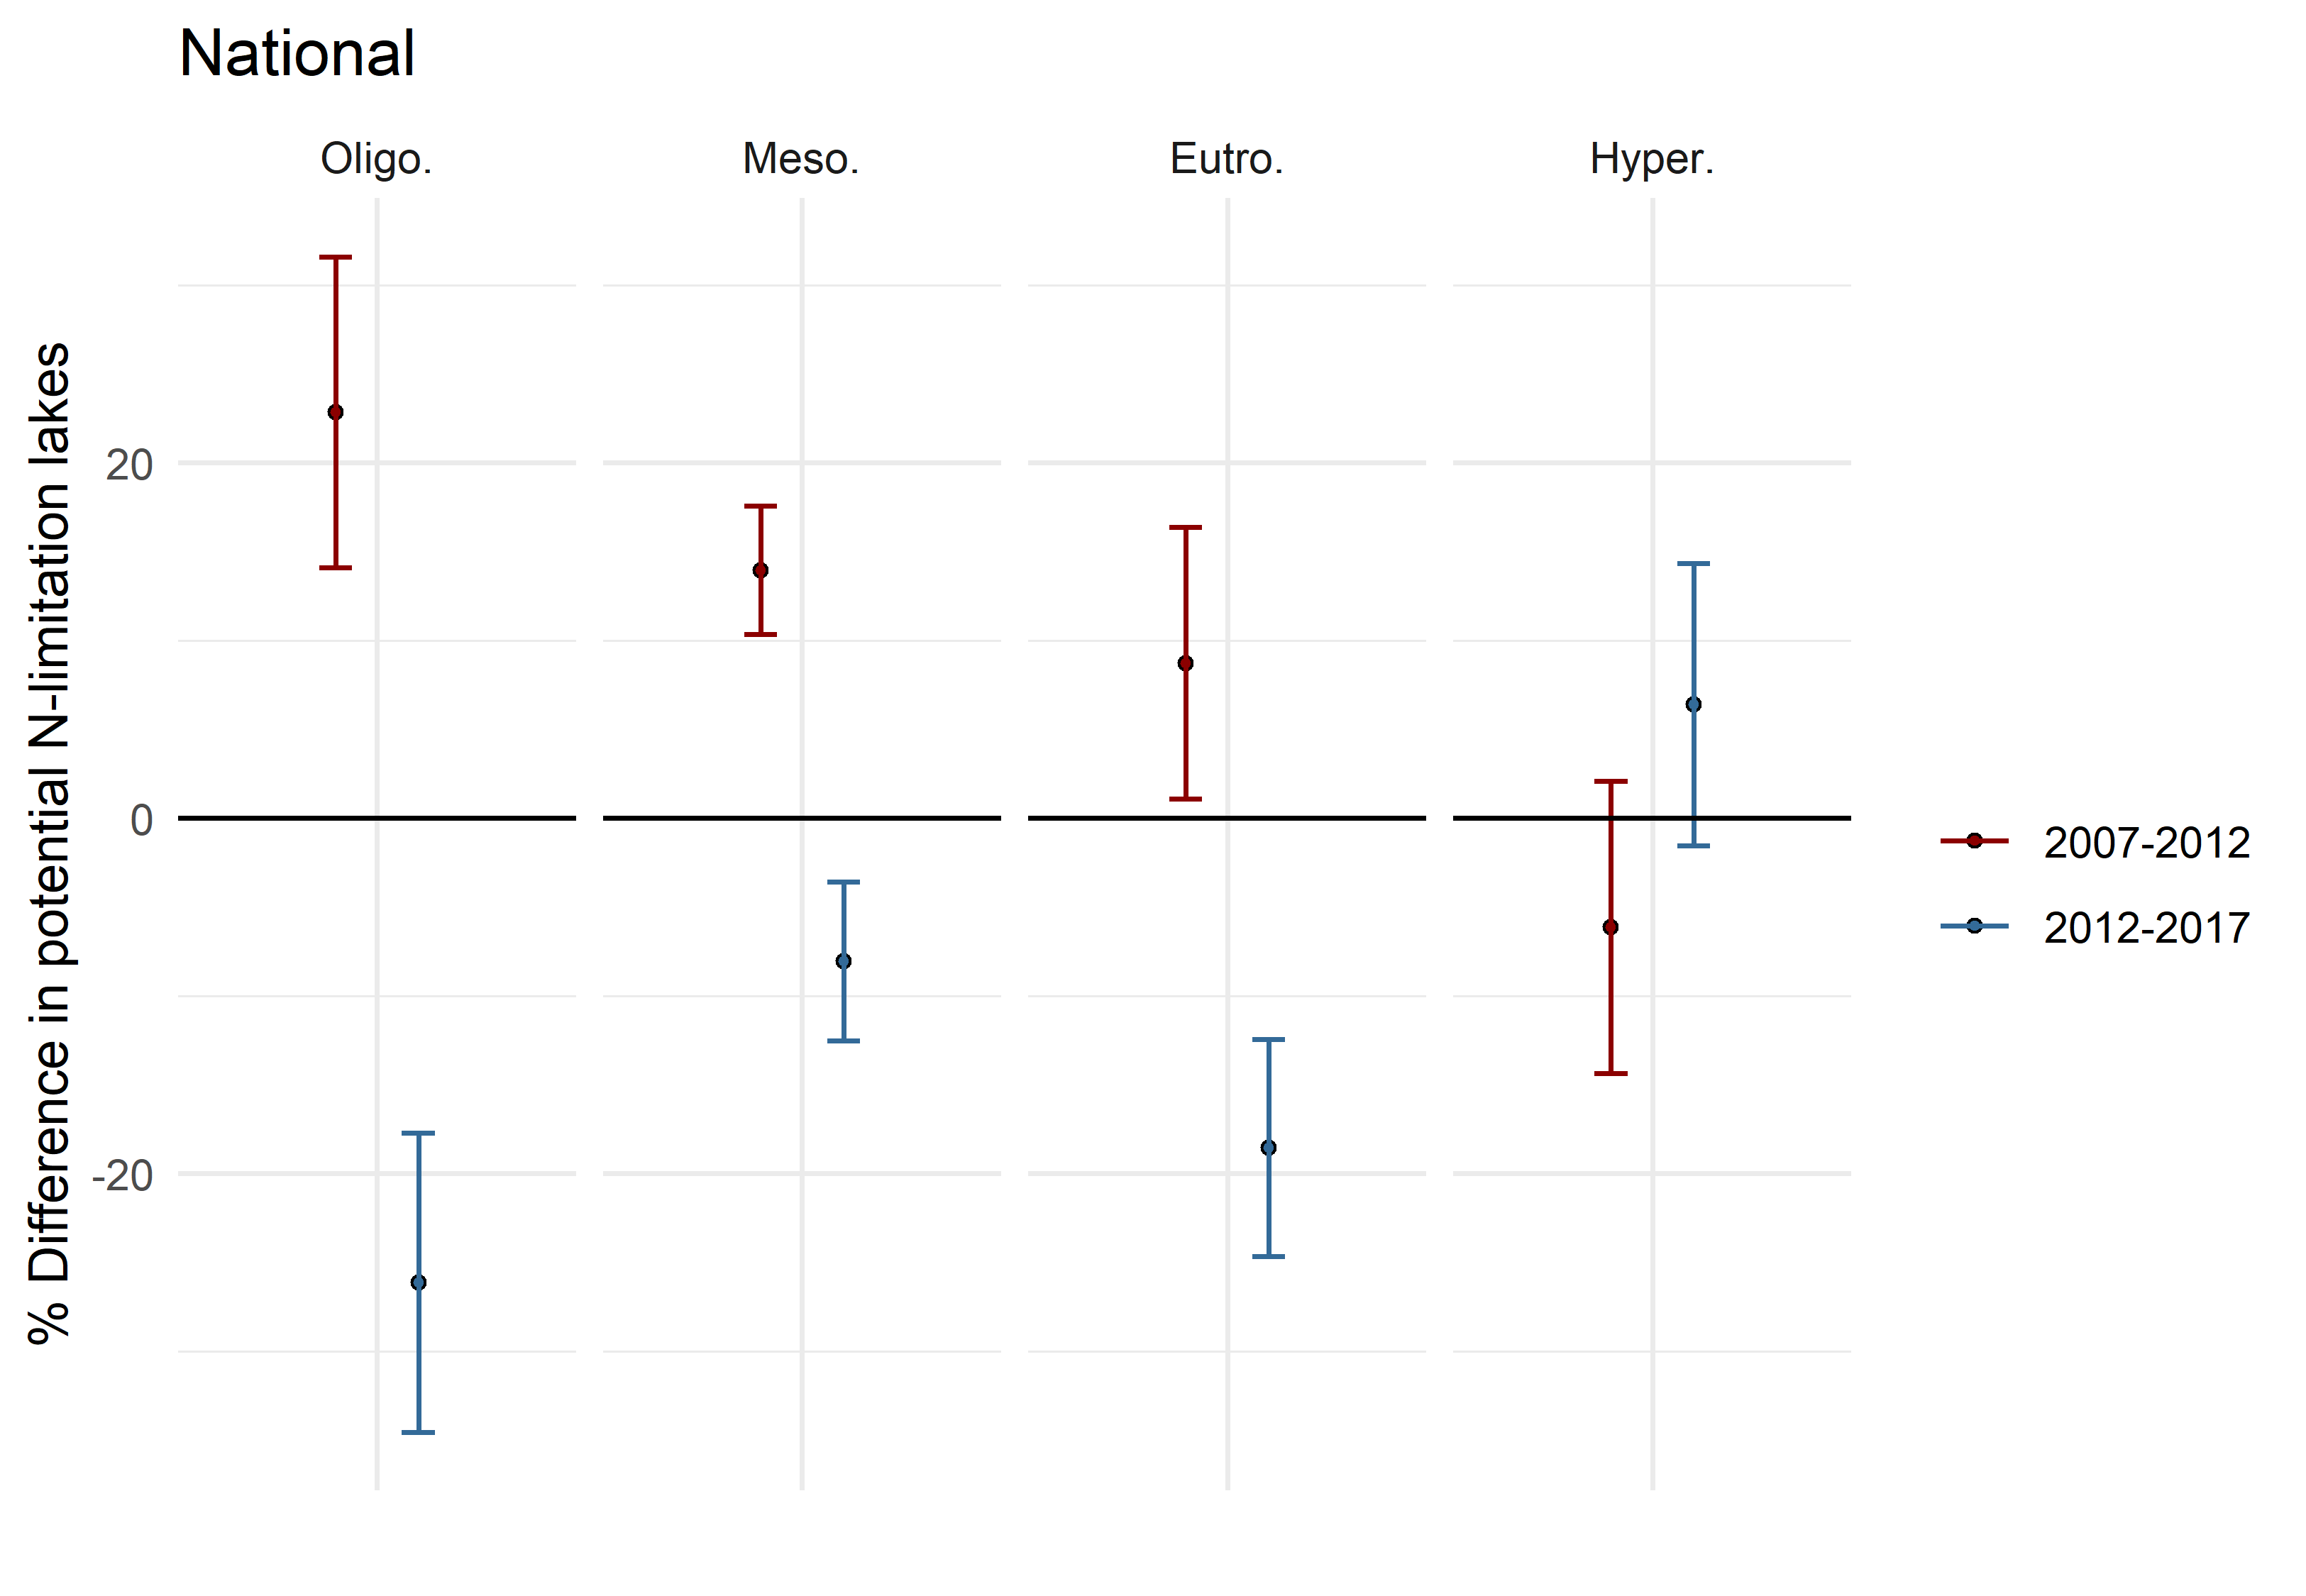 National
Oligo.
Meso.
Eutro.
Hyper.
% Difference in potential N-limitation lakes
20
0
-20
2007-2012
2012-2017